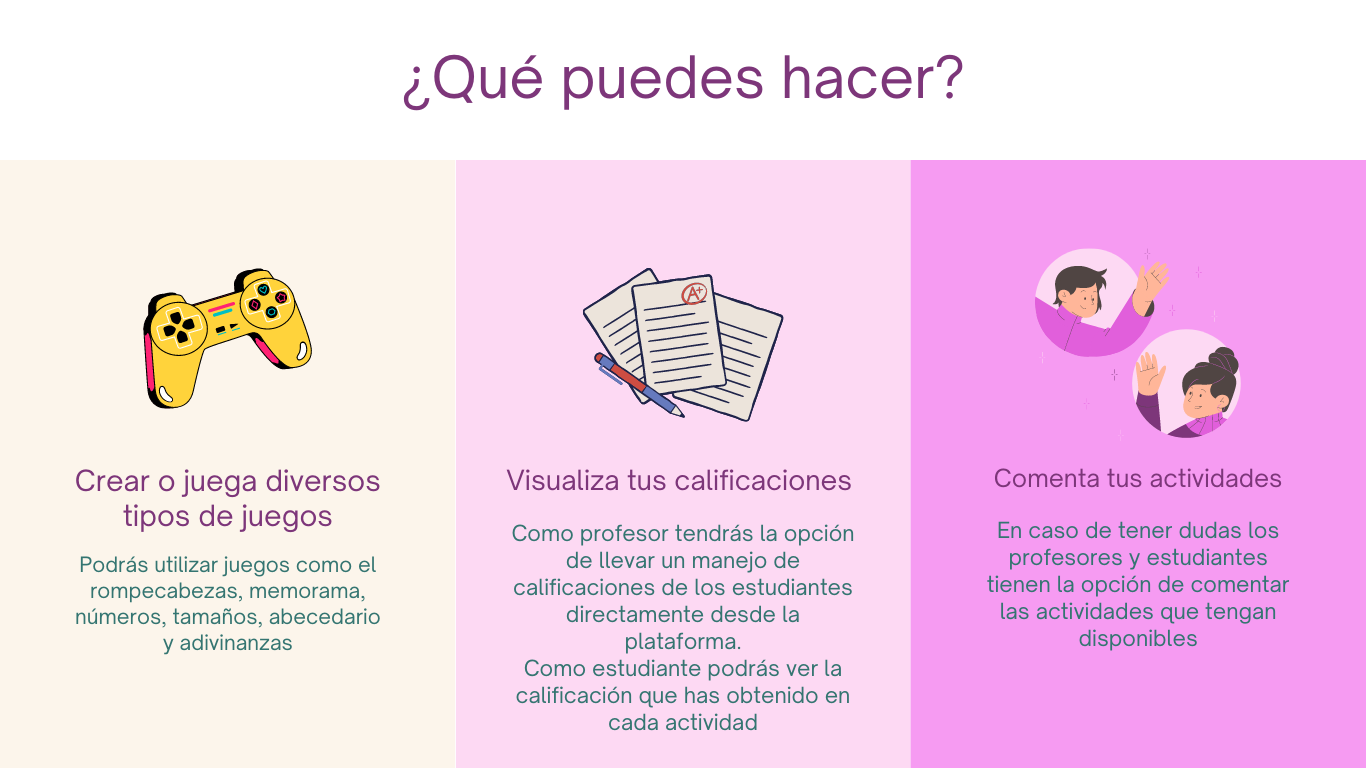 ¿Qué puedes hacer?
A+
Crear o juega diversos
tipos de juegos
Podrás utilizar juegos como el
rompecabezas, memorama,
números, tamaños, abecedario
y adivinanzas
Visualiza tus calificaciones
Como profesor tendrás la opción
de llevar un manejo de
calificaciones de los estudiantes
directamente desde la
plataforma.
Como estudiante podrás ver la
calificación que has obtenido en
cada actividad
Comenta tus actividades
En caso de tener dudas los
profesores y estudiantes
tienen la opción de comentar
las actividades que tengan
disponibles